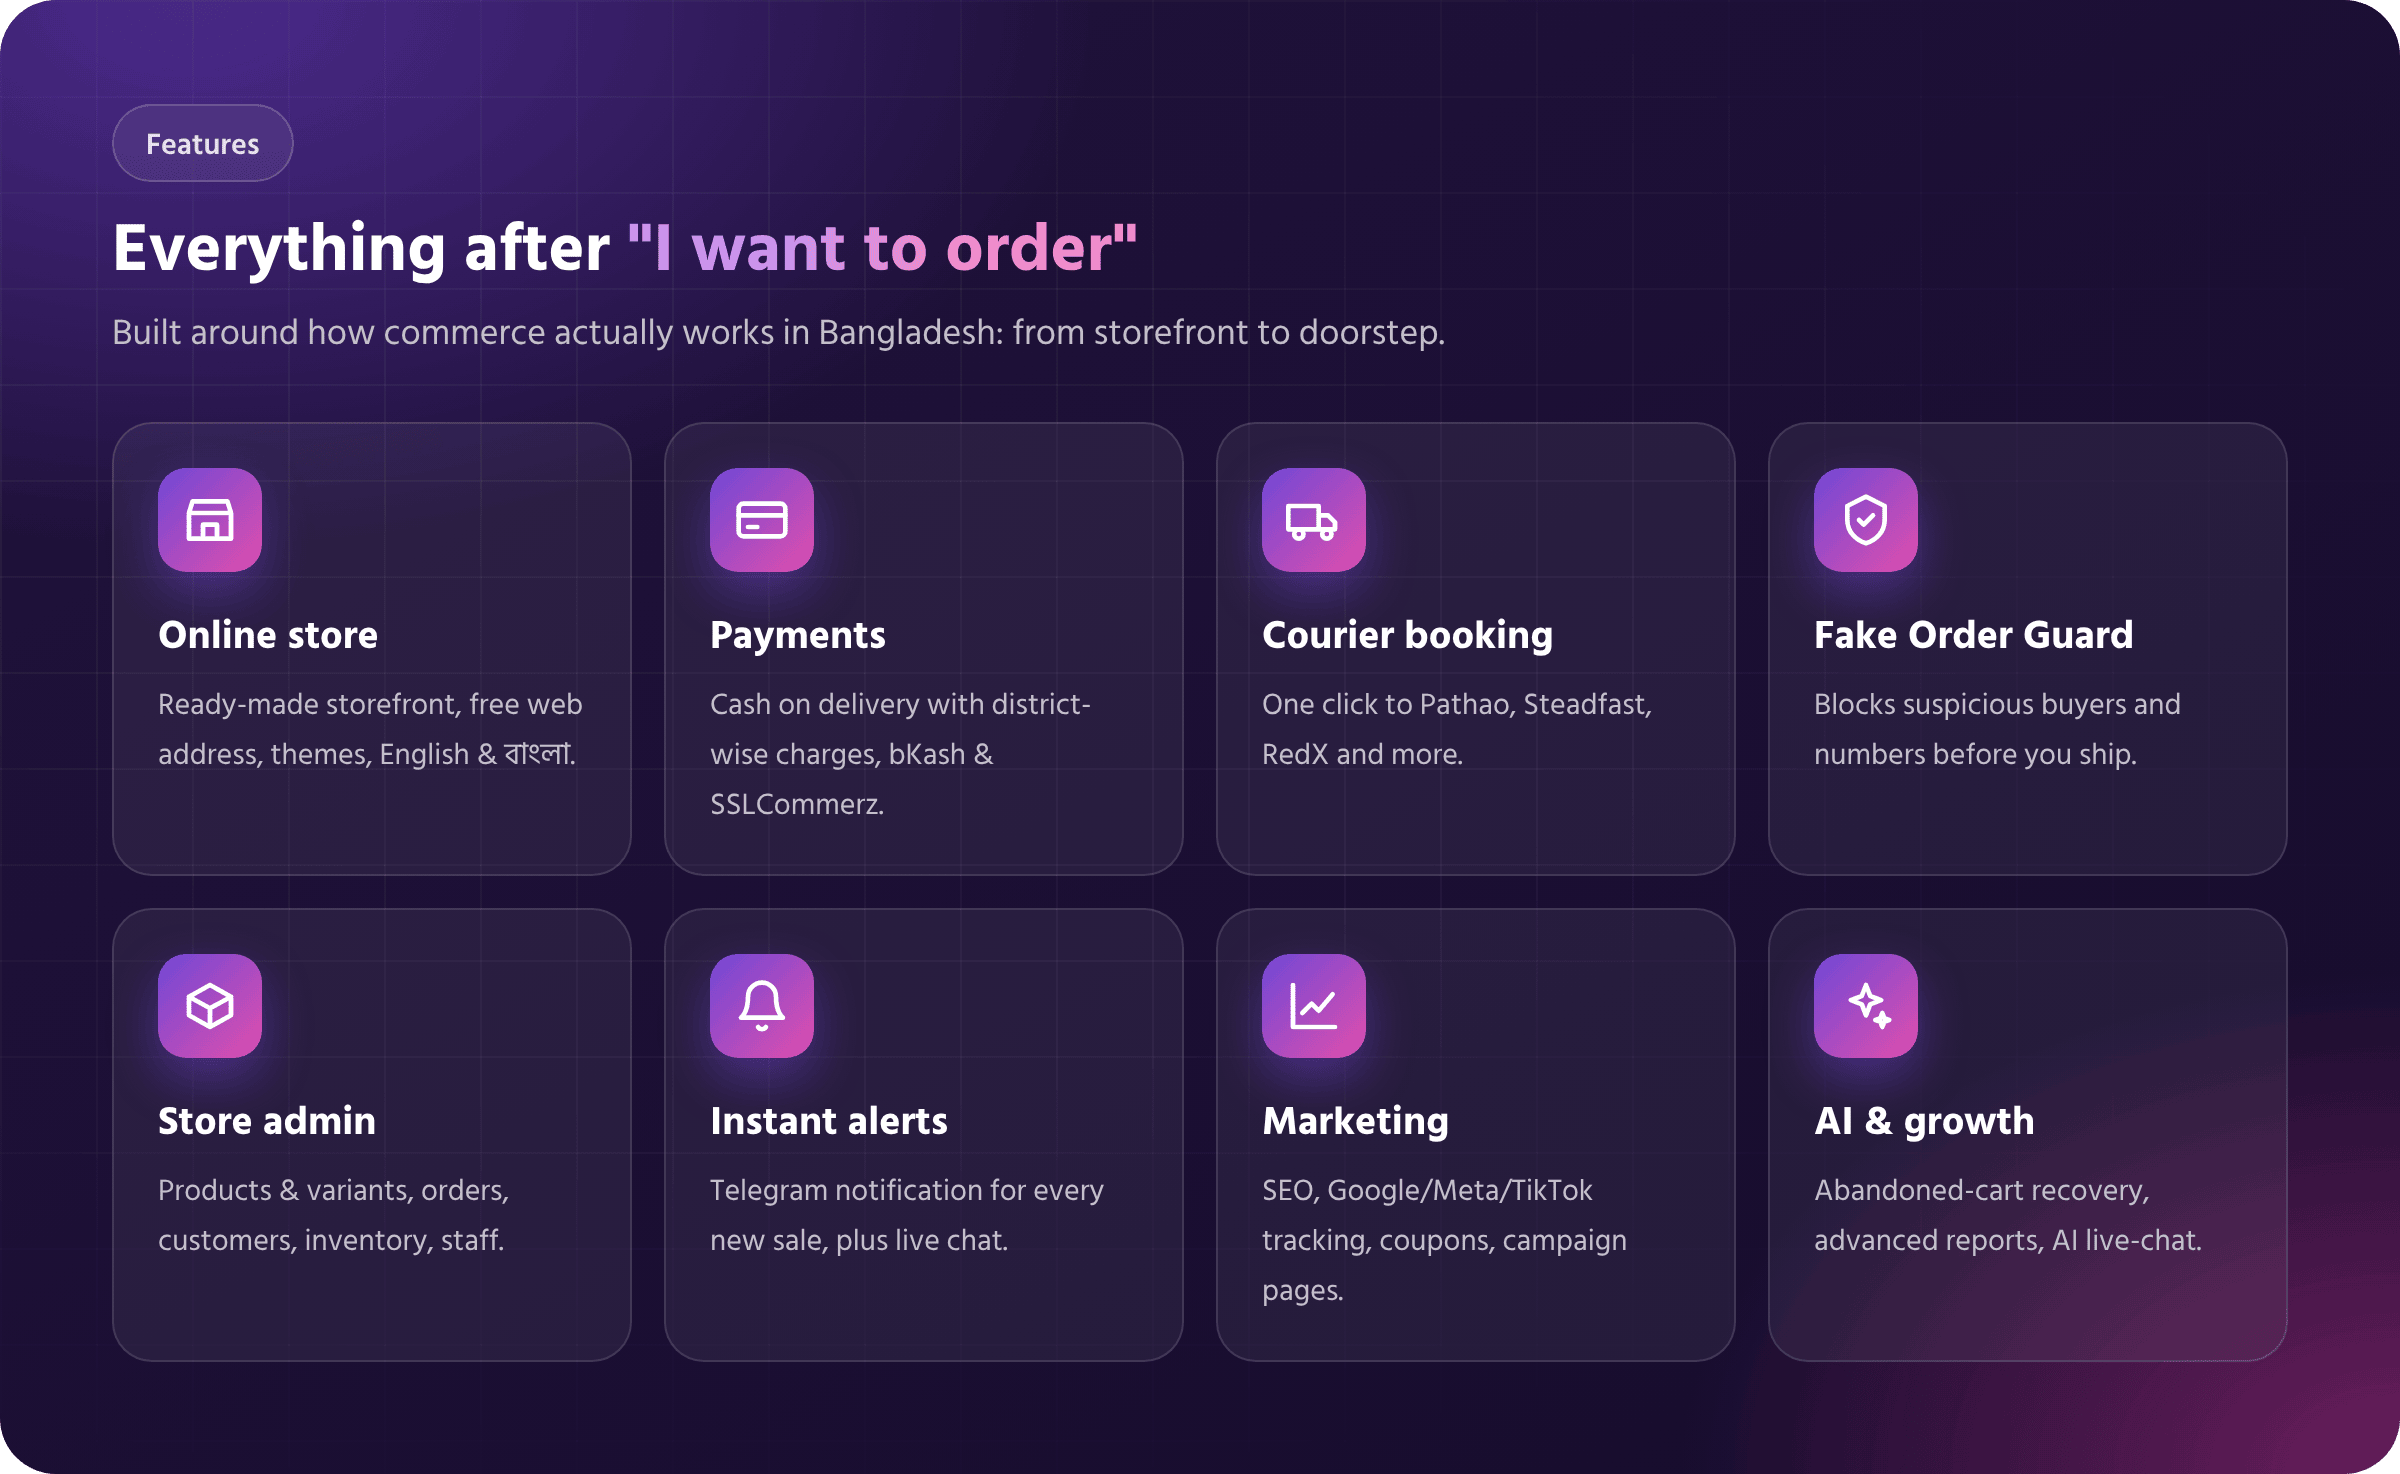 Features
Everything after "I want to order"
Built around how commerce actually works in Bangladesh: from storefront to doorstep.
Online store
Ready-made storefront, free web
address, themes, English & বাংলা.
Payments
Cash on delivery with district-
wise charges, bKash &
SSLCommerz.
Courier booking
One click to Pathao, Steadfast,
RedX and more.
Fake Order Guard
Blocks suspicious buyers and
numbers before you ship.
Store admin
Products & variants, orders,
customers, inventory, staff.
Instant alerts
Telegram notification for every
new sale, plus live chat.
Marketing
SEO, Google/Meta/TikTok
tracking, coupons, campaign
pages.
AI & growth
Abandoned-cart recovery,
advanced reports, AI live-chat.